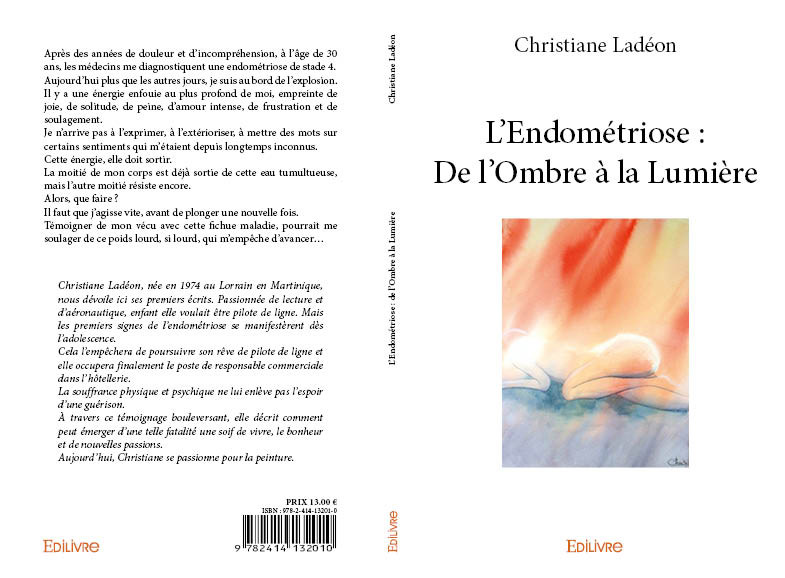 Après des années de douleur et d’incompréhension, à l’âge de 30
ans, les médecins me diagnostiquent une endométriose de stade 4.
Aujourd’hui plus que les autres jours, je suis au bord de l’explosion.
Il y a une énergie enfouie au plus profond de moi, empreinte de
joie, de solitude, de peine, d’amour intense, de frustration et de
soulagement.
Je n’arrive pas à l’exprimer, à l’extérioriser, à mettre des mots sur
certains sentiments qui m’étaient depuis longtemps inconnus.
Cette énergie, elle doit sortir.
La moitié de mon corps est déjà sortie de cette eau tumultueuse,
mais l’autre moitié résiste encore.
Alors, que faire ?
Il faut que j’agisse vite, avant de plonger une nouvelle fois.
Témoigner de mon vécu avec cette fichue maladie, pourrait me
soulager de ce poids lourd, si lourd, qui m’empêche d’avancer…
Christiane Ladéon, née en 1974 au Lorrain en Martinique,
nous dévoile ici ses premiers écrits. Passionnée de lecture et
d’aéronautique, enfant elle voulait être pilote de ligne. Mais
les premiers signes de l’endométriose se manifestèrent dès
l’adolescence.
Cela l’empêchera de poursuivre son rêve de pilote de ligne et
elle occupera finalement le poste de responsable commerciale
dans l’hôtellerie.
La souffrance physique et psychique ne lui enlève pas l’espoir
d’une guérison.
À travers ce témoignage bouleversant, elle décrit comment
peut émerger d’une telle fatalité une soif de vivre, le bonheur
et de nouvelles passions.
Aujourd’hui, Christiane se passionne pour la peinture.
PRIX 13.00 €
ISBN : 978-2-414-13201-0
9 782414 132010
EDILIVRE
Christiane Ladéon
L’Endométriose : de l’Ombre à la Lumière
EDILIVRE
Christiane Ladéon
L’Endométriose :
De l’Ombre à la Lumière
EDILIVRE